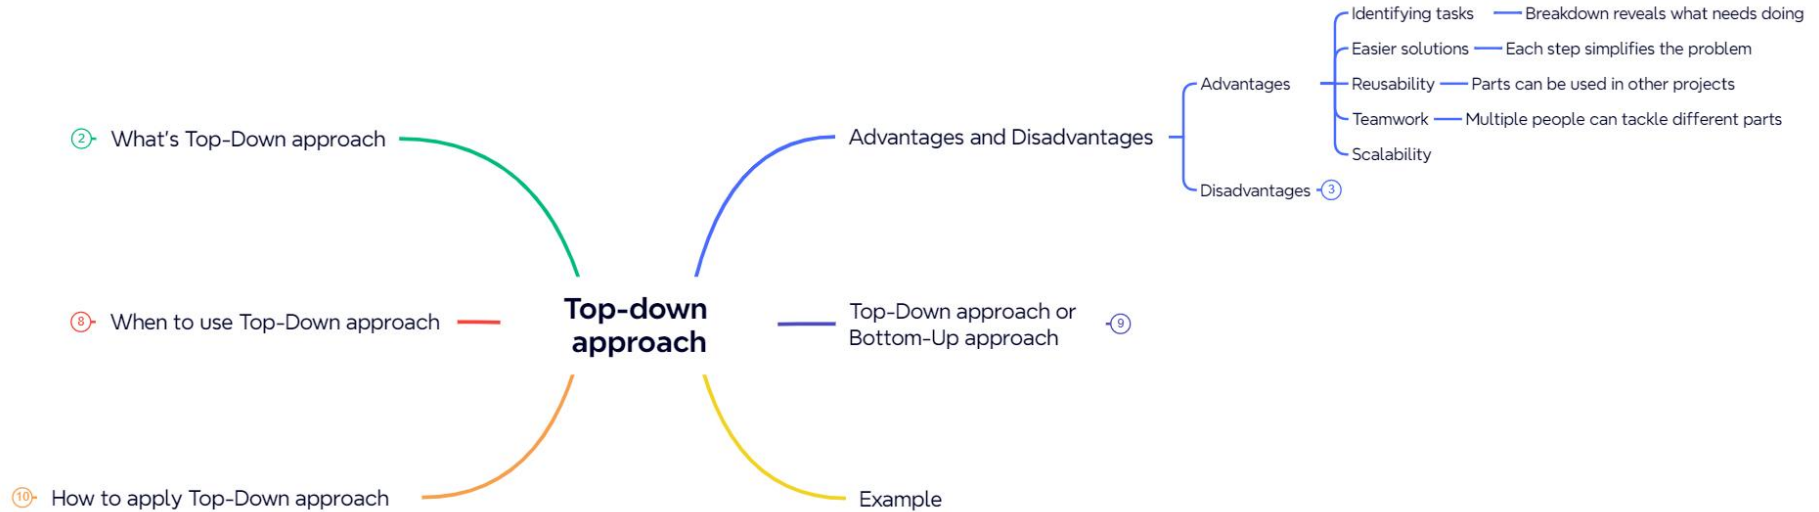 Top-down
approach
What's Top-Down approach
2
When to use Top-Down approach
8
How to apply Top-Down approach
10
Advantages and Disadvantages
Advantages
Identifying tasks
Breakdown reveals what needs doing
Easier solutions
Each step simplifies the problem
Reusability
Parts can be used in other projects
Teamwork
Multiple people can tackle different parts
Scalability
Disadvantages
3
Top-Down approach or
Bottom-Up approach
9
Example